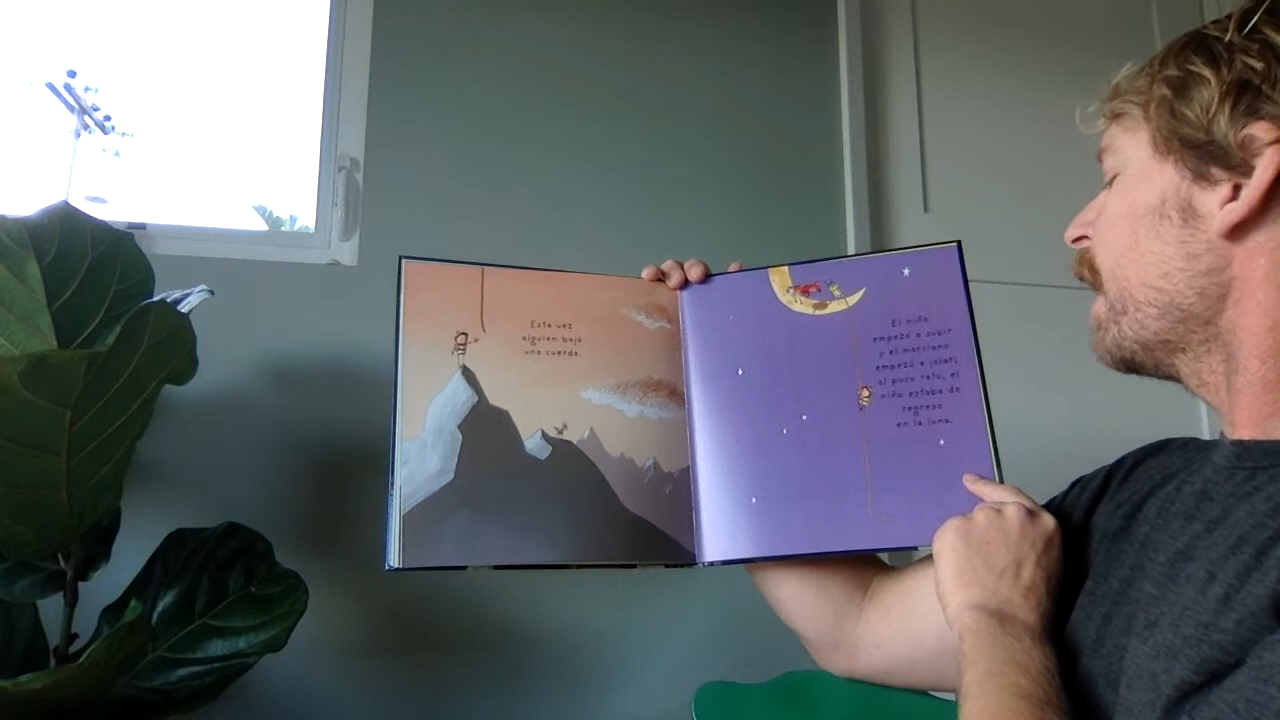 Esta vez
alguien bajó
una cuerda.
El niño
empezó a subir
y el marciano
empezó a jalar;
al poco rato, el
niño estaba de
regreso
en la luna.